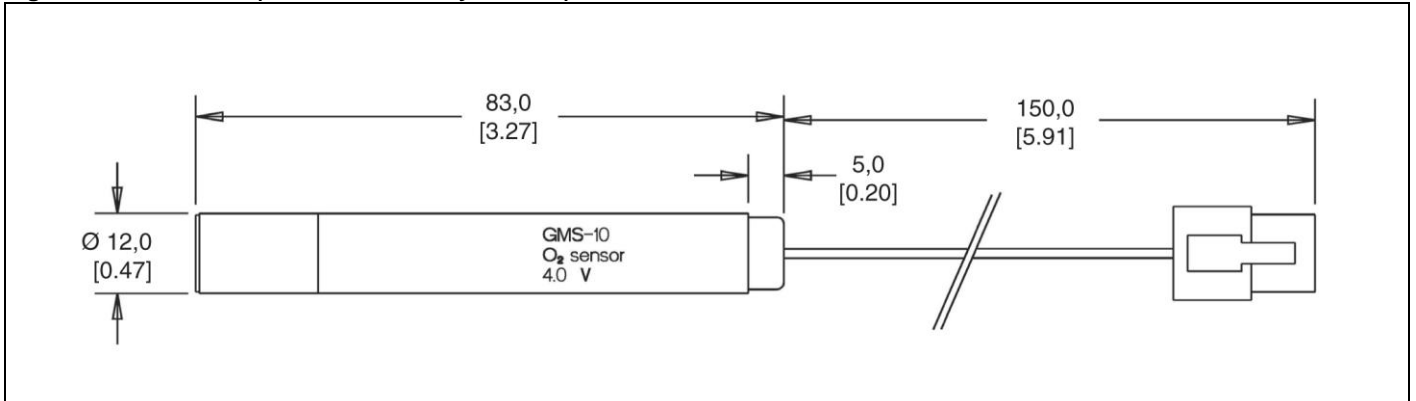 83,0
[3.27]
150,0
[5.91]
5,0
[0.20]
Ø 12,0
[0.47]
GMS-10
O₂ sensor
4.0 V